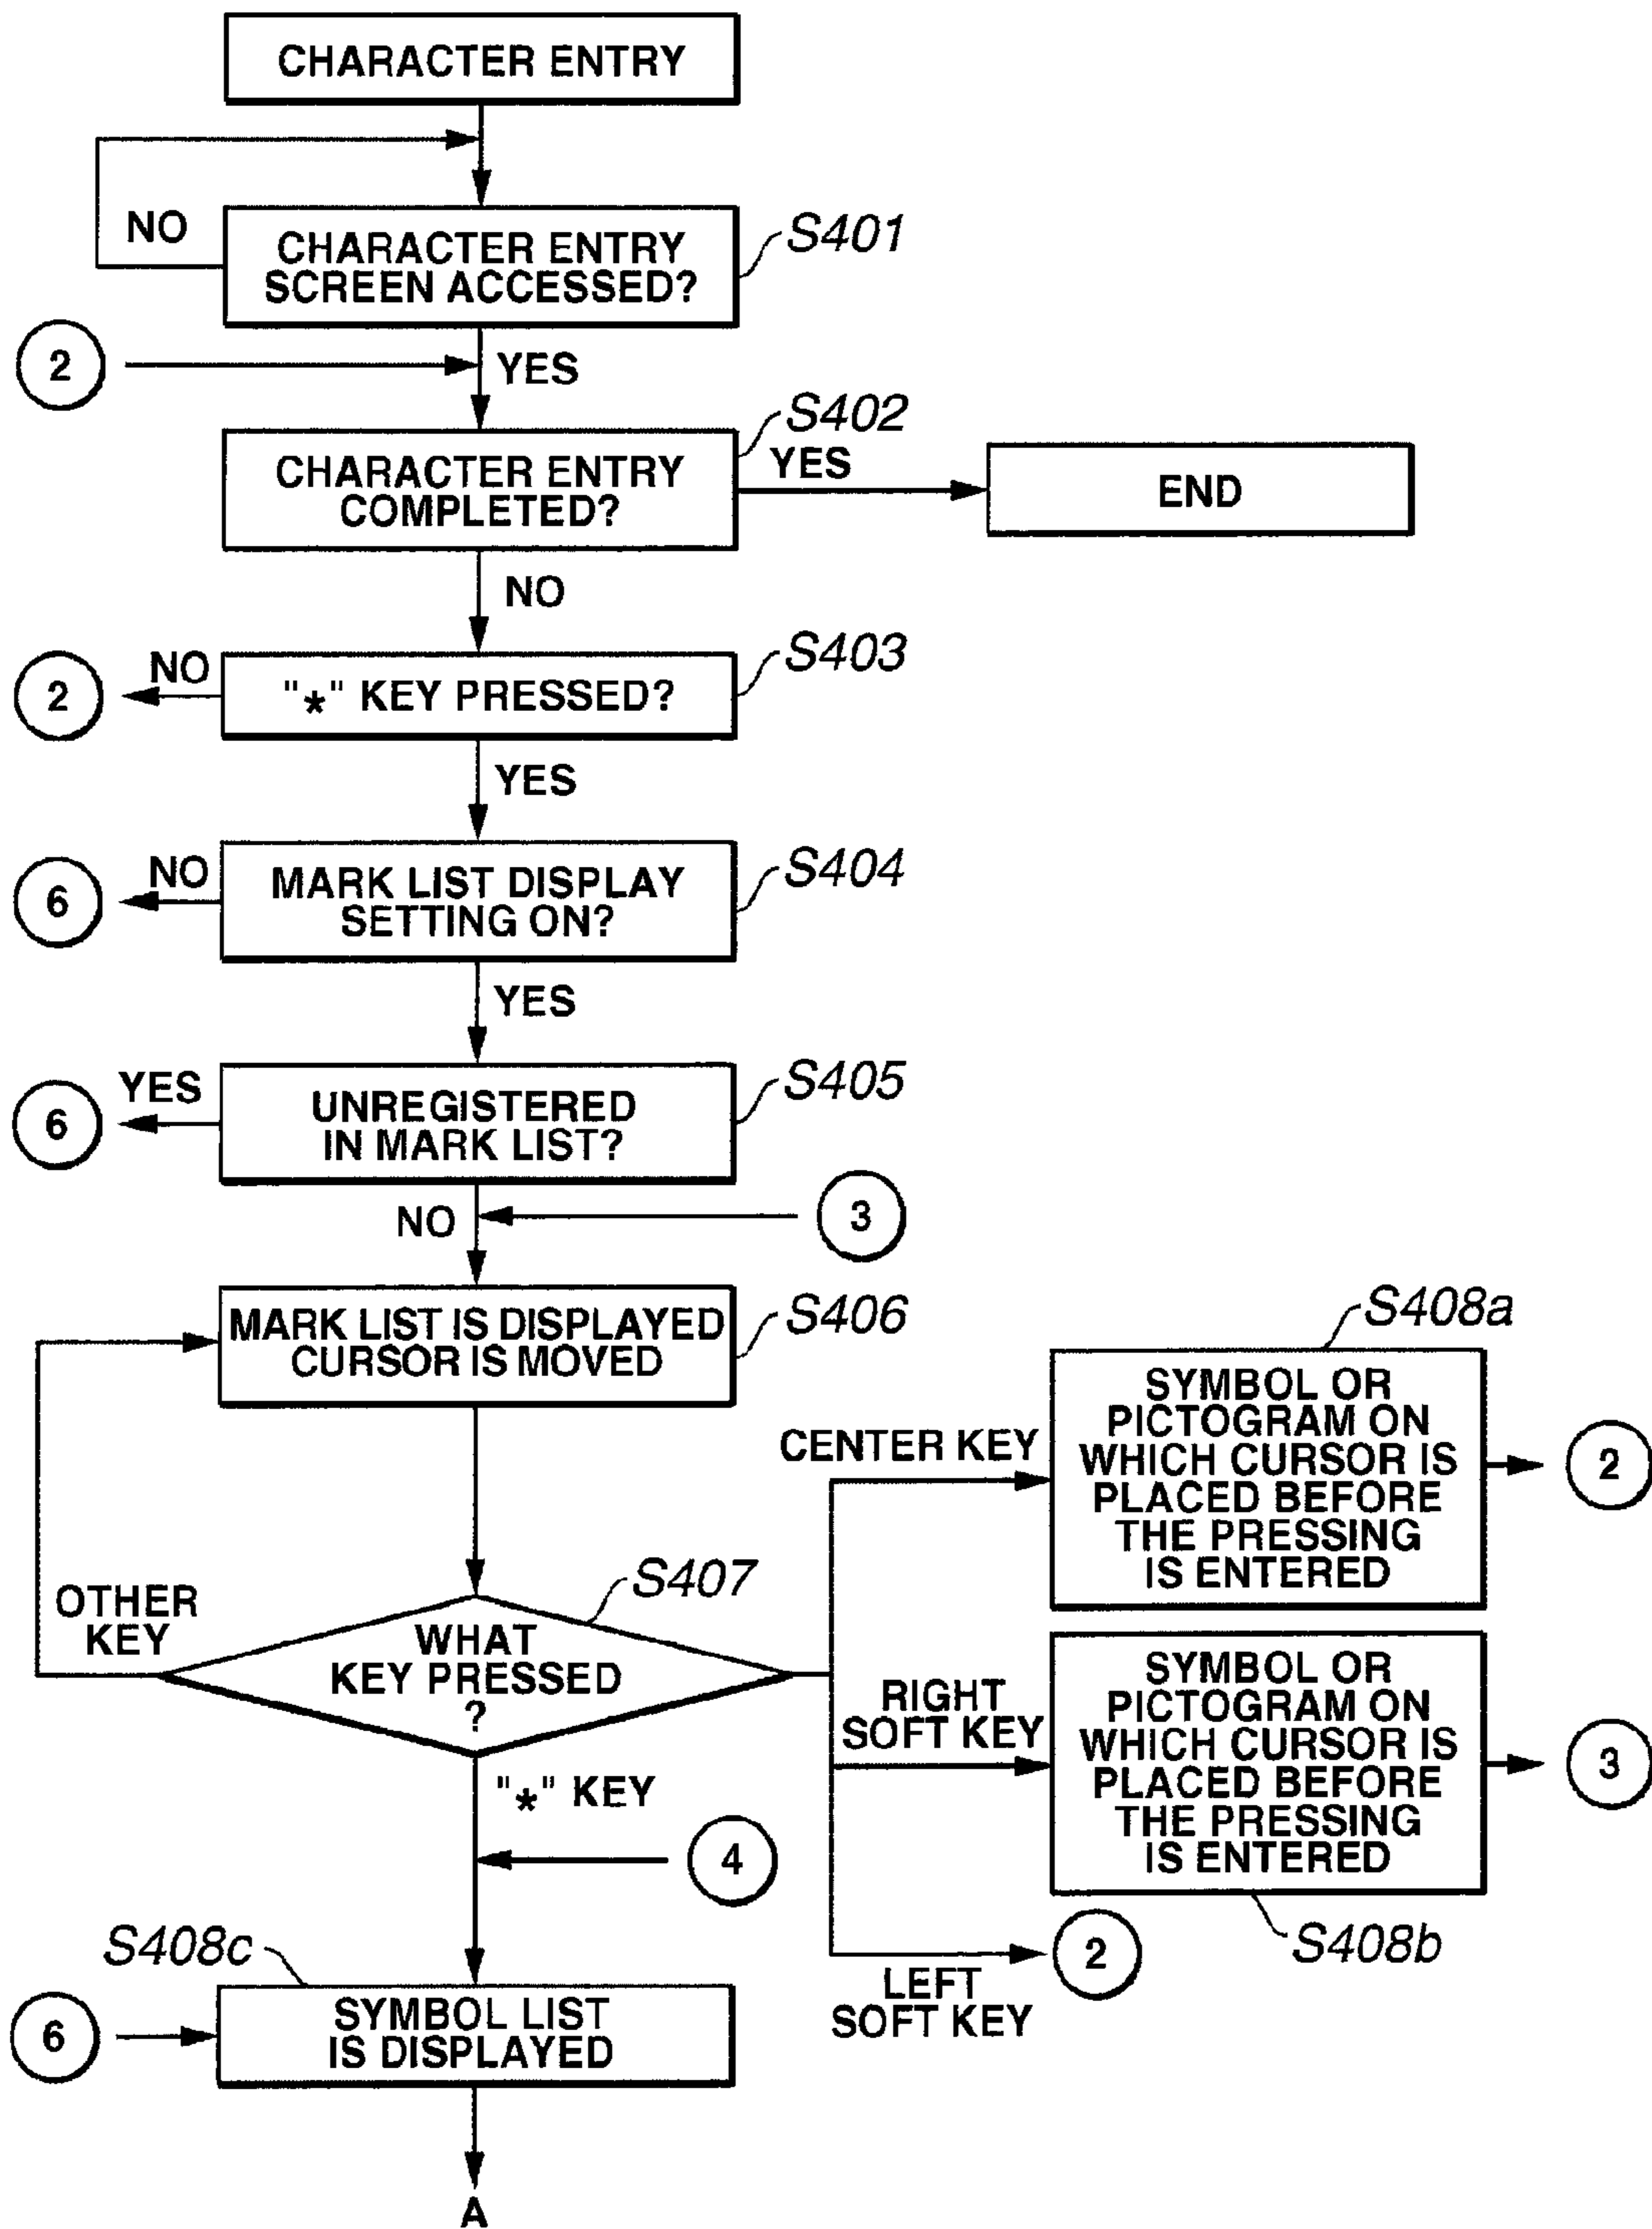 CHARACTER ENTRY
NO
CHARACTER ENTRY
SCREEN ACCESSED?
S401
2
YES
S402
CHARACTER ENTRY
COMPLETED?
YES
END
NO
S403
2
NO
"*" KEY PRESSED?
YES
S404
6
NO
MARK LIST DISPLAY
SETTING ON?
YES
S405
6
YES
UNREGISTERED
IN MARK LIST?
NO
3
S406
MARK LIST IS DISPLAYED
CURSOR IS MOVED
S408a
CENTER KEY
SYMBOL OR
PICTOGRAM ON
WHICH CURSOR IS
PLACED BEFORE
THE PRESSING
IS ENTERED
2
S407
OTHER
KEY
WHAT
KEY PRESSED
?
RIGHT
SOFT KEY
SYMBOL OR
PICTOGRAM ON
WHICH CURSOR IS
PLACED BEFORE
THE PRESSING
IS ENTERED
3
S408b
"*" KEY
4
2
LEFT
SOFT KEY
S408c
6
SYMBOL LIST
IS DISPLAYED
A